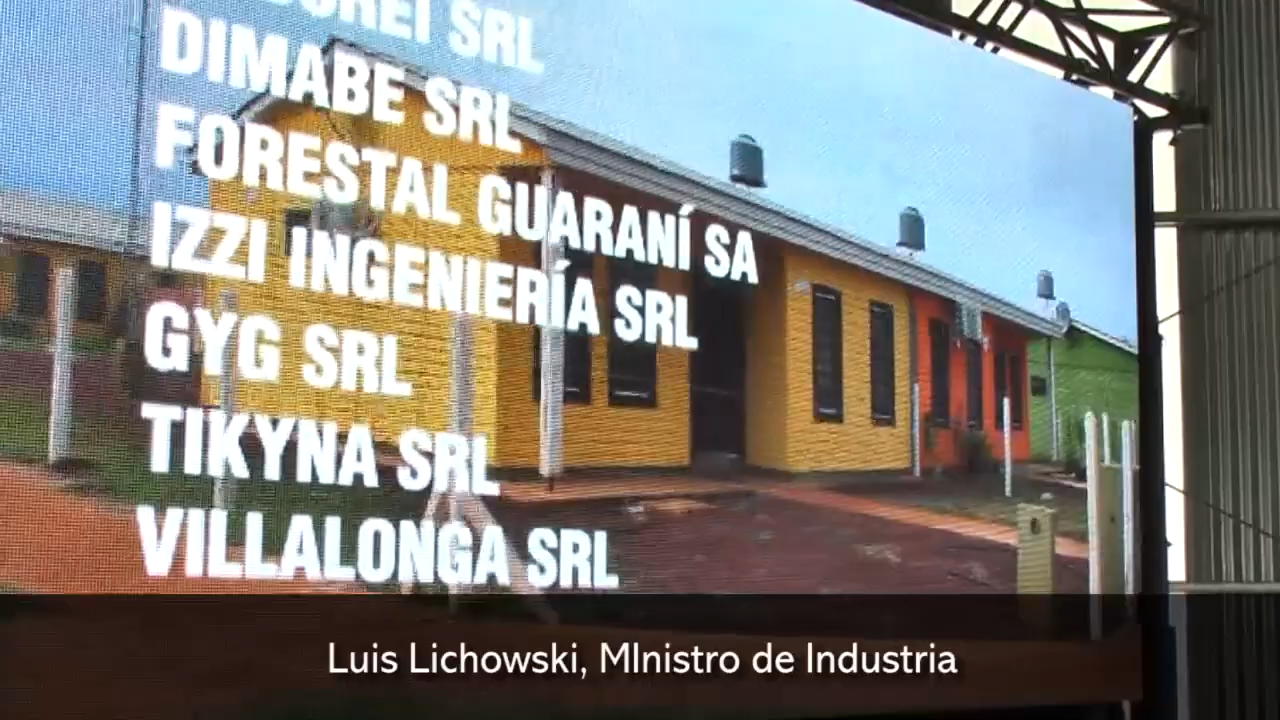 SRL
DIMABE SRL
FORESTAL GUARANÍ SA
IZZI INGENIERÍA SRL
GYG SRL
TIKYNA SRL
VILLALONGA SRL
Luis Lichowski, MInistro de Industria